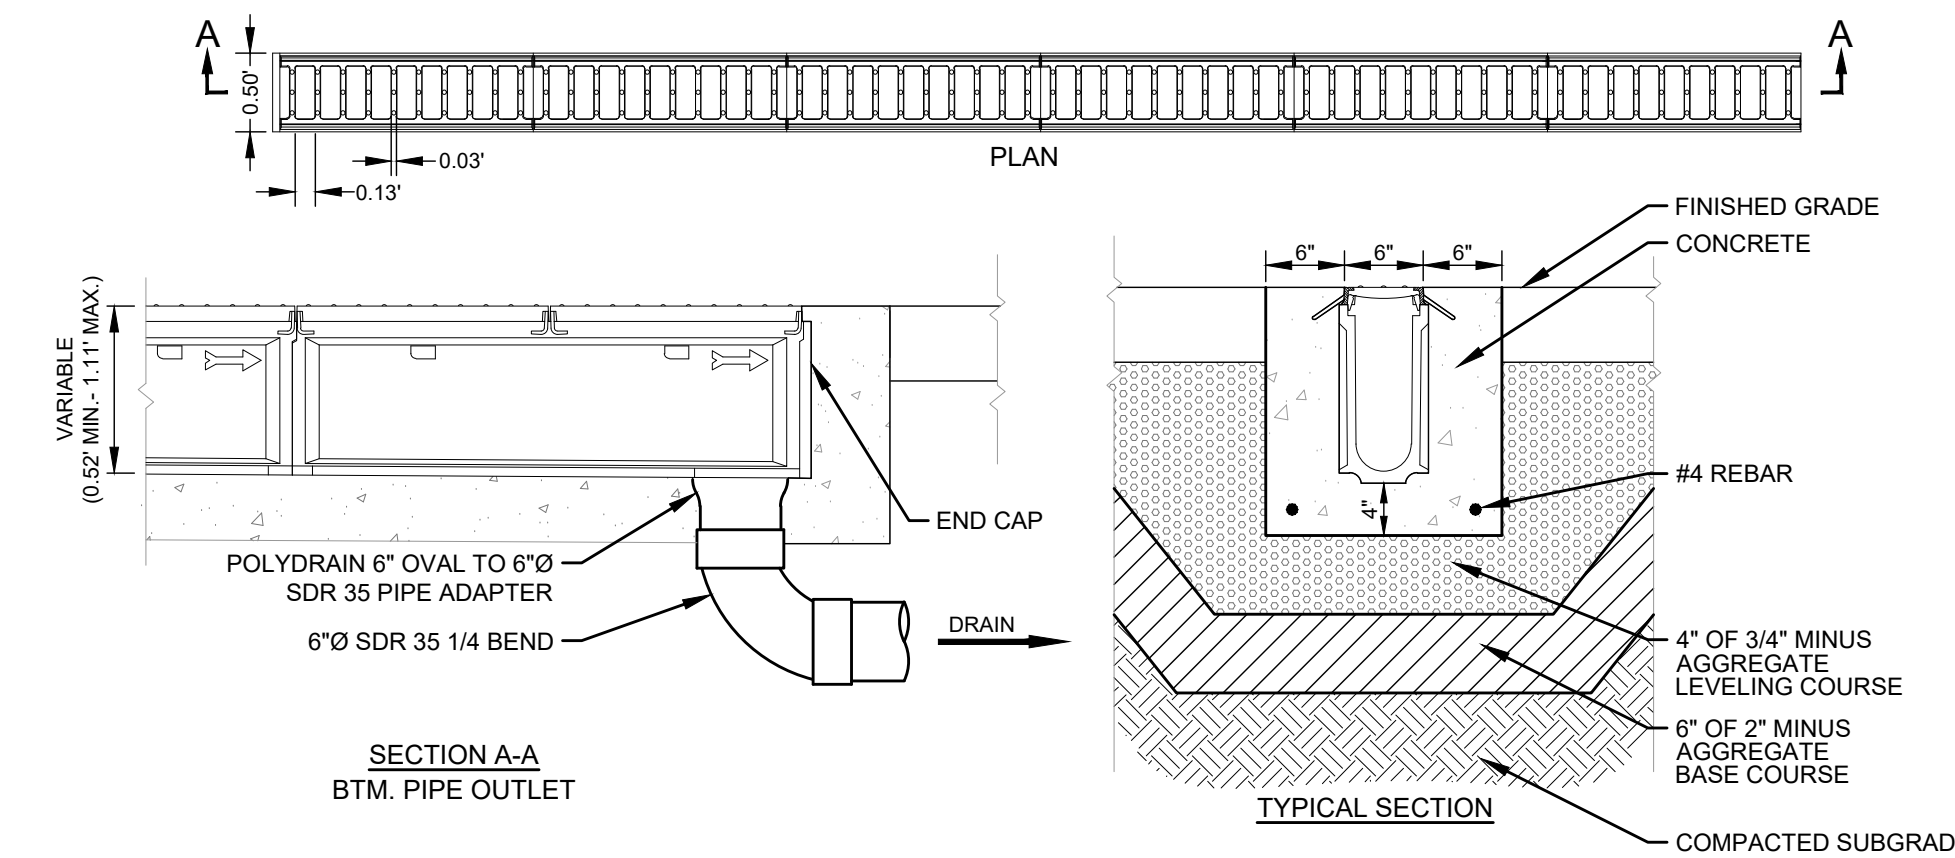 A
A
0.50'
0.03'
0.13'
PLAN
VARIABLE
(0.52' MIN.- 1.11' MAX.)
END CAP
POLYDRAIN 6" OVAL TO 6"Ø
SDR 35 PIPE ADAPTER
6"Ø SDR 35 1/4 BEND
DRAIN
SECTION A-A
BTM. PIPE OUTLET
6"
6"
6"
4"
FINISHED GRADE
CONCRETE
#4 REBAR
4" OF 3/4" MINUS
AGGREGATE
LEVELING COURSE
6" OF 2" MINUS
AGGREGATE
BASE COURSE
COMPACTED SUBGRAD
TYPICAL SECTION